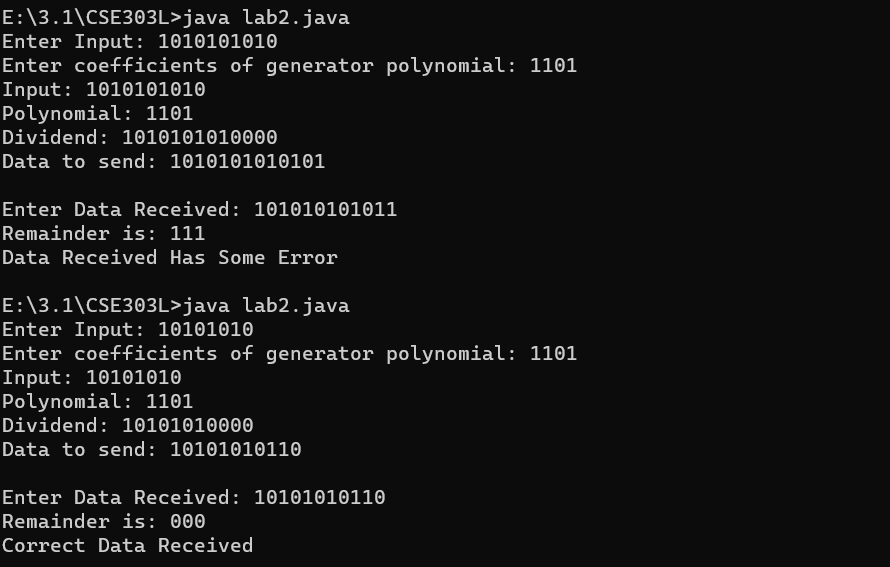 E:\3.1\CSE303L>java lab2.java
Enter Input: 1010101010
Enter coefficients of generator polynomial: 1101
Input: 1010101010
Polynomial: 1101
Dividend: 1010101010000
Data to send: 1010101010101
Enter Data Received: 101010101011
Remainder is: 111
Data Received Has Some Error
E:\3.1\CSE303L>java lab2.java
Enter Input: 10101010
Enter coefficients of generator polynomial: 1101
Input: 10101010
Polynomial: 1101
Dividend: 10101010000
Data to send: 10101010110
Enter Data Received: 10101010110
Remainder is: 000
Correct Data Received